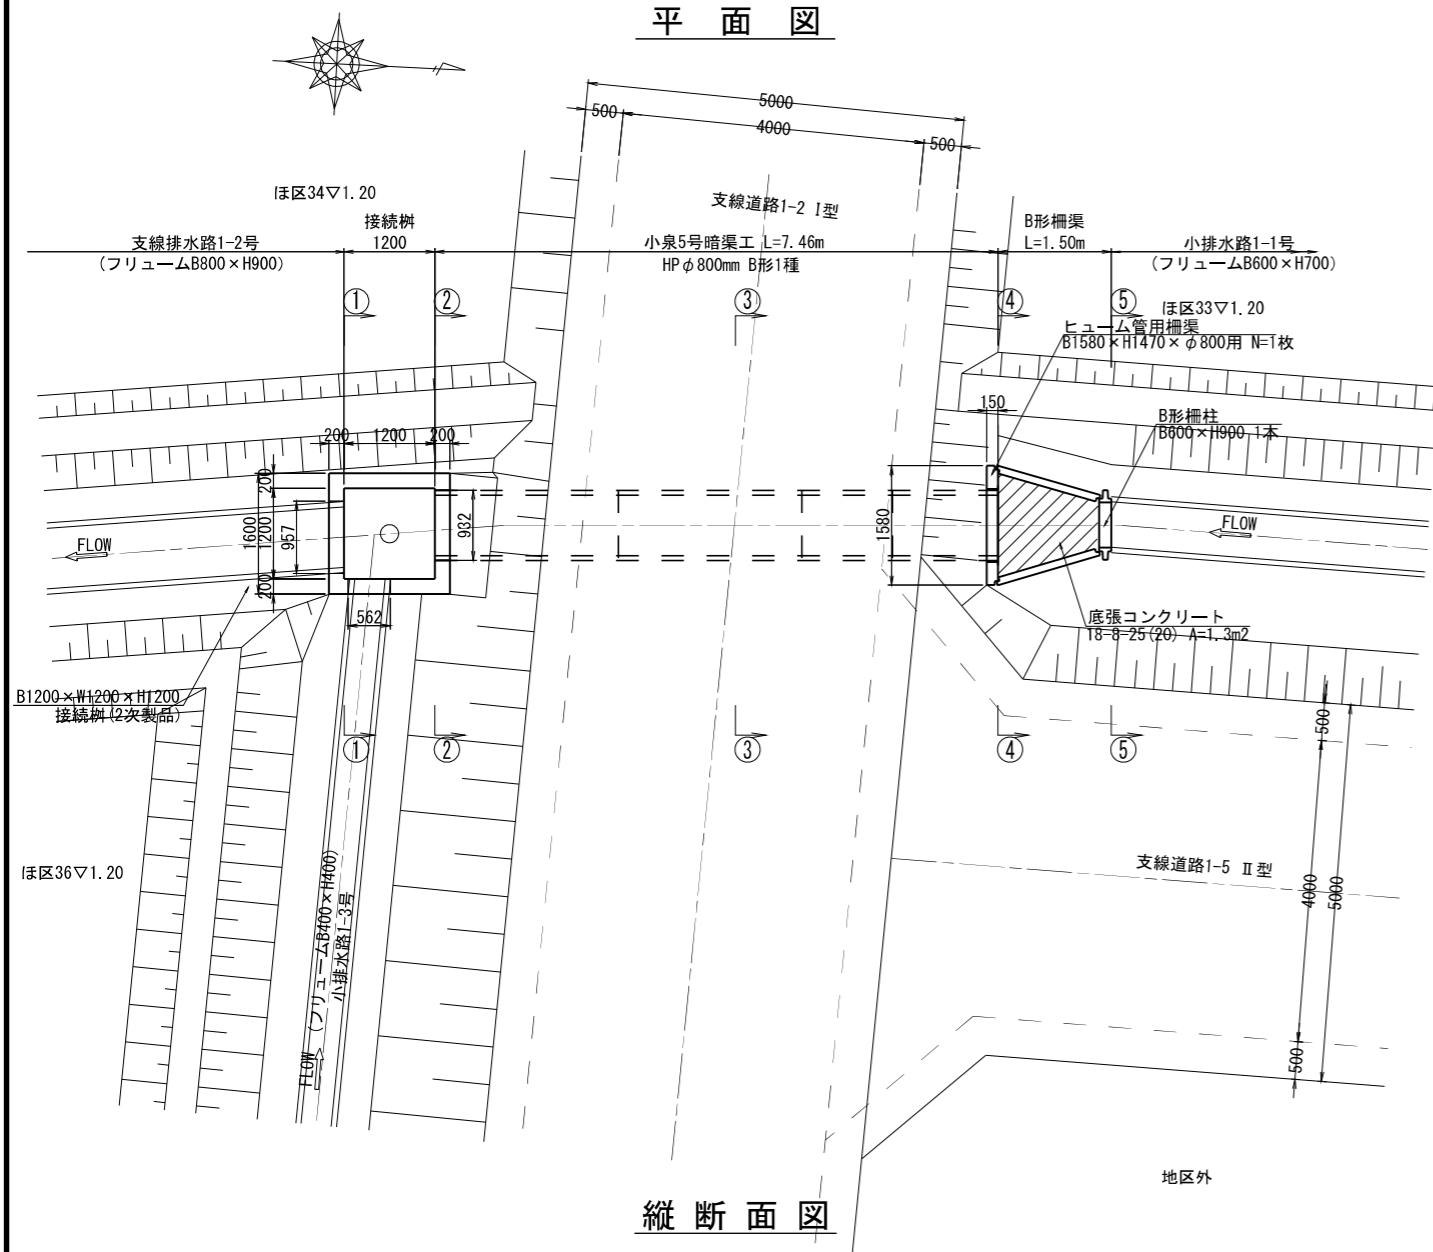 平面図
5000
500
4000
500
支線道路1-2 Ⅰ型
ほ区34▽1.20
接続桝
1200
支線排水路1-2号
(フリュームB800×H900)
小泉5号暗渠工 L=7.46m
HPφ800mm B形1種
B形柵渠
L=1.50m
小排水路1-1号
(フリュームB600×H700)
①
②
③
④
⑤
ほ区33▽1.20
ヒューム管用柵渠
B1580×H1470×φ800用 N=1枚
150
B形柵柱
B600×H900 1本
200
1200
200
200
1600
1200
957
200
932
1580
562
FLOW
FLOW
底張コンクリート
18-8-25(20) A=1.3m2
B1200×W1200×H1200
接続桝(2次製品)
①
②
③
④
⑤
500
4000
5000
500
支線道路1-5 Ⅱ型
ほ区36▽1.20
(フリュームB400×H400)
小排水路1-3号
FLOW
地区外
縦断面図